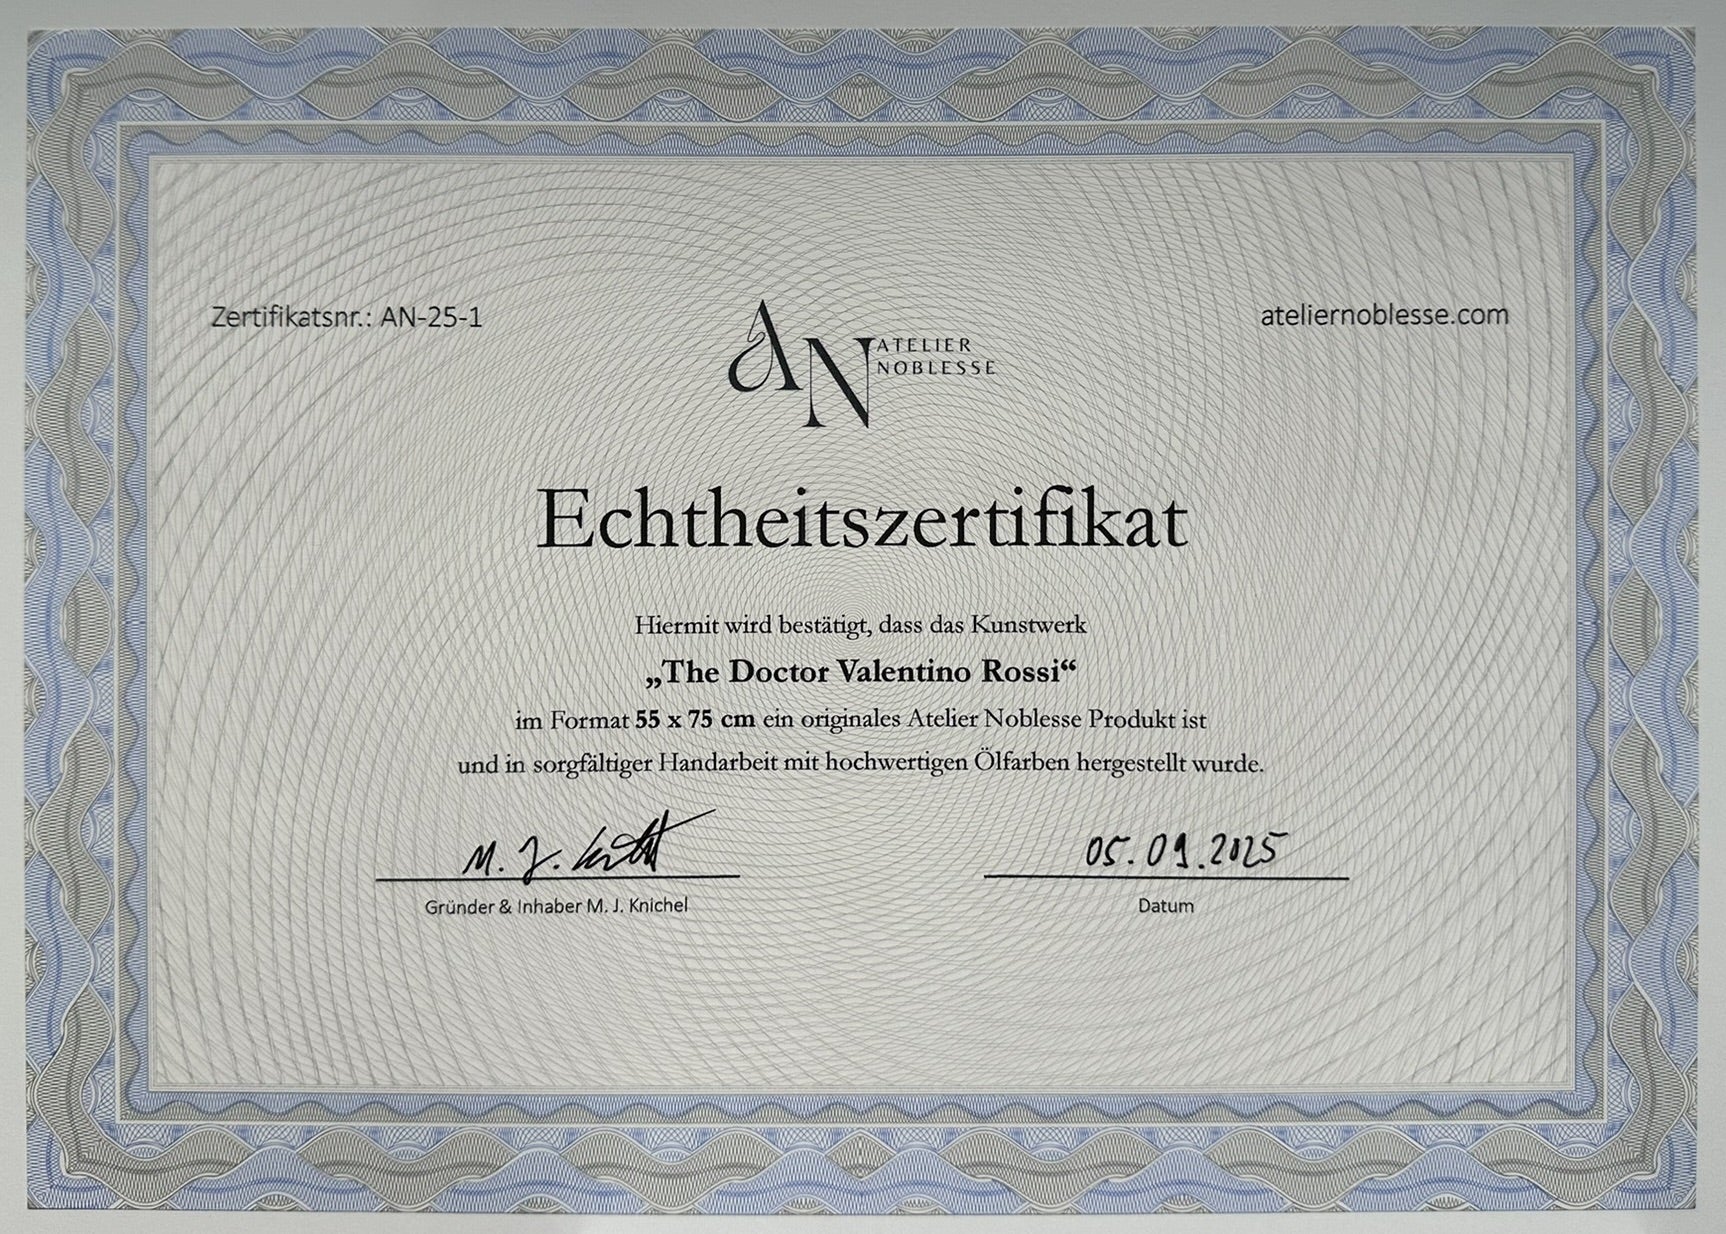 Zertifikatsnr.: AN-25-1
ateliernoblesse.com
AN
ATELIER
NOBLESSE
Echtheitszertifikat
Hiermit wird bestätigt, dass das Kunstwerk
„The Doctor Valentino Rossi“
im Format 55 x 75 cm ein originales Atelier Noblesse Produkt ist
und in sorgfältiger Handarbeit mit hochwertigen Ölfarben hergestellt wurde.
M. J.
05.09.2025
Gründer & Inhaber M. J. Knichel
Datum